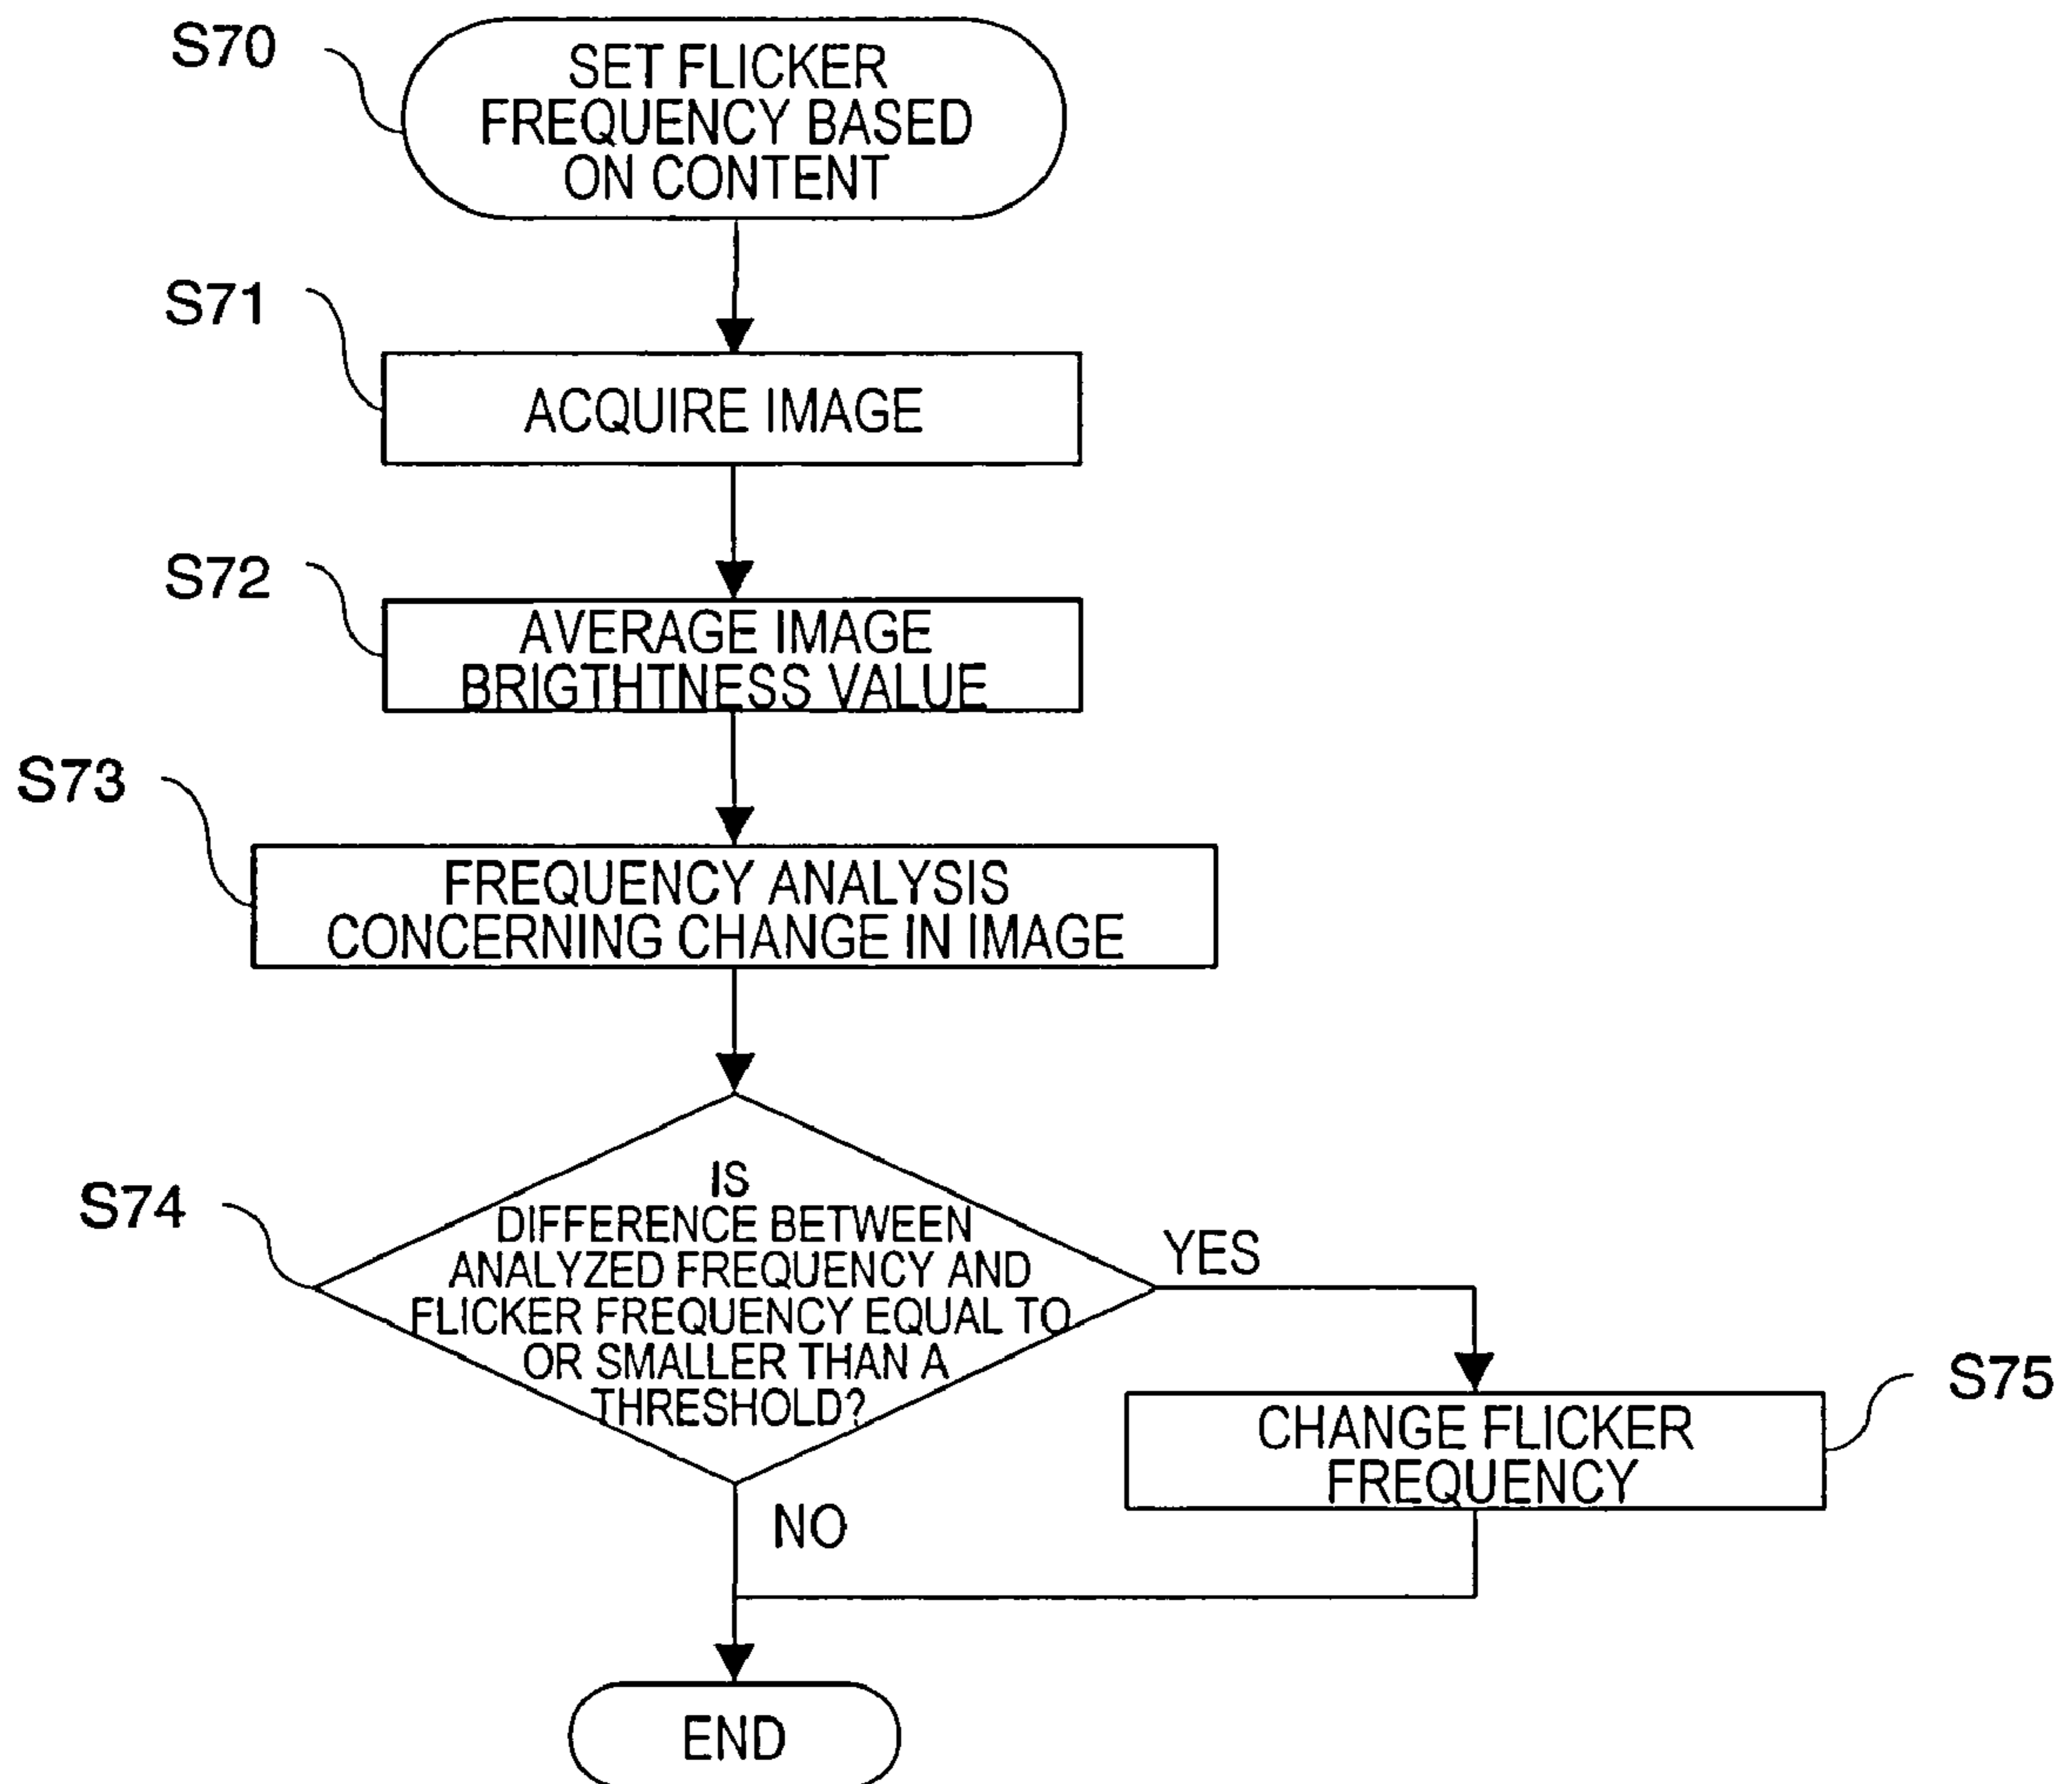 S70
SET FLICKER
FREQUENCY BASED
ON CONTENT
S71
ACQUIRE IMAGE
S72
AVERAGE IMAGE
BRIGTHTNESS VALUE
S73
FREQUENCY ANALYSIS
CONCERNING CHANGE IN IMAGE
S74
IS
DIFFERENCE BETWEEN
ANALYZED FREQUENCY AND
FLICKER FREQUENCY EQUAL TO
OR SMALLER THAN A
THRESHOLD?
YES
S75
CHANGE FLICKER
FREQUENCY
NO
END